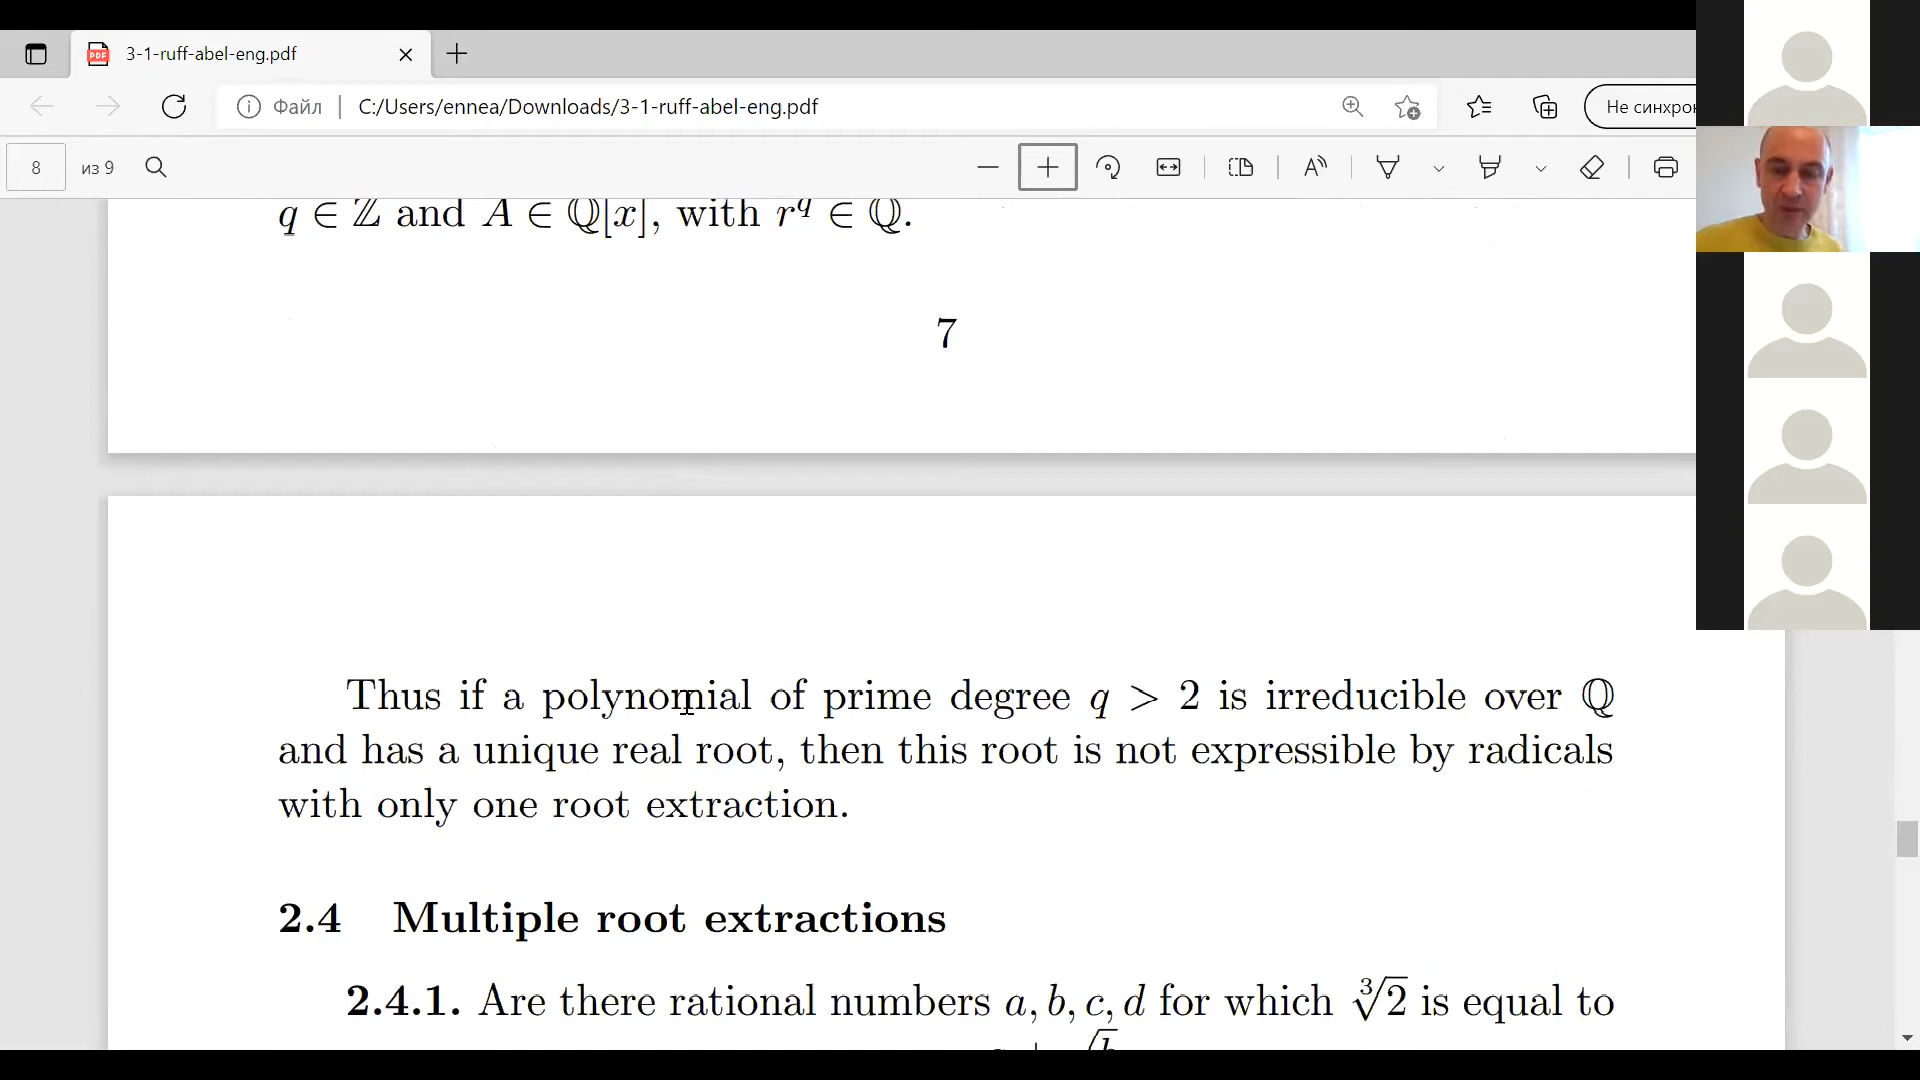 3-1-ruff-abel-eng.pdf
Файл | C:/Users/ennea/Downloads/3-1-ruff-abel-eng.pdf
Не синхрон
8 из 9
q ∈ ℤ and A ∈ ℚ[x], with r^q ∈ ℚ.
7
Thus if a polynomial of prime degree q > 2 is irreducible over ℚ
and has a unique real root, then this root is not expressible by radicals
with only one root extraction.
2.4 Multiple root extractions
2.4.1. Are there rational numbers a, b, c, d for which ∛2 is equal to